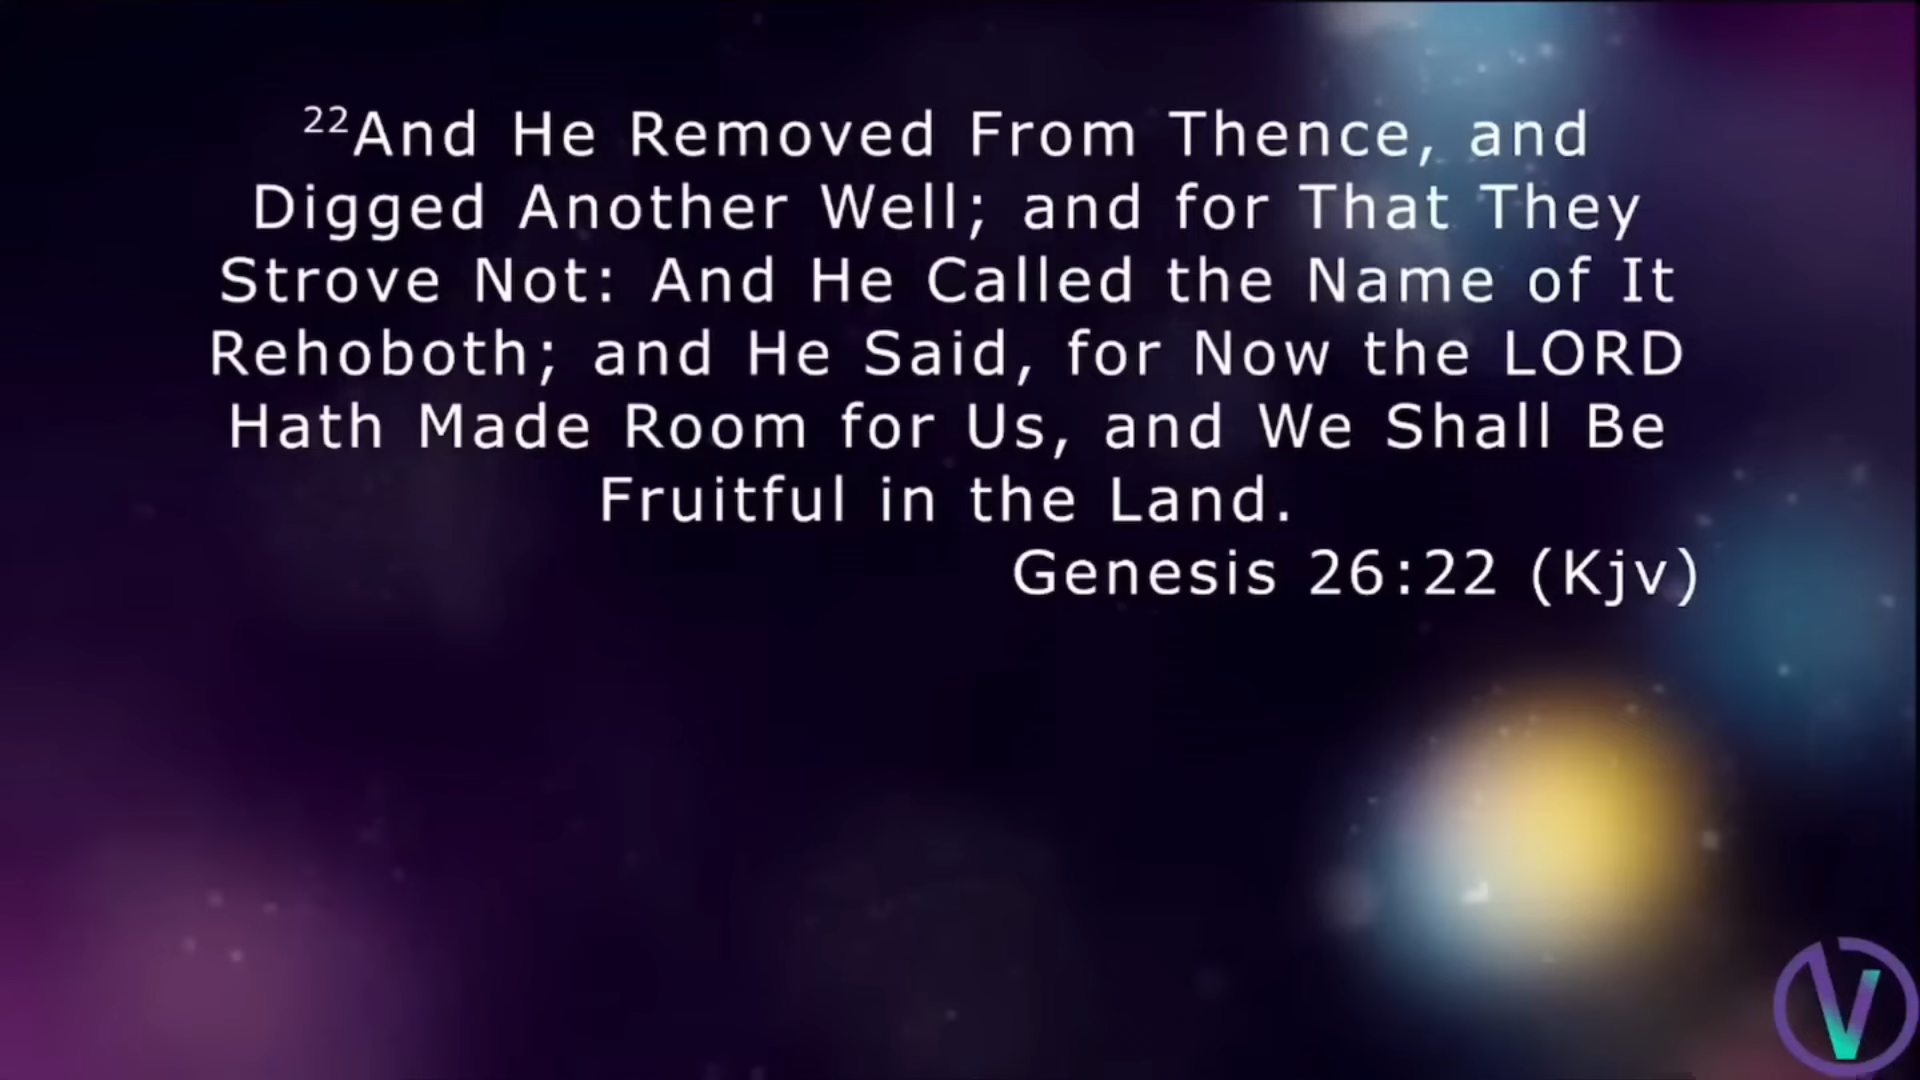 22And He Removed From Thence, and
Digged Another Well; and for That They
Strove Not: And He Called the Name of It
Rehoboth; and He Said, for Now the LORD
Hath Made Room for Us, and We Shall Be
Fruitful in the Land.
Genesis 26:22 (Kjv)
V